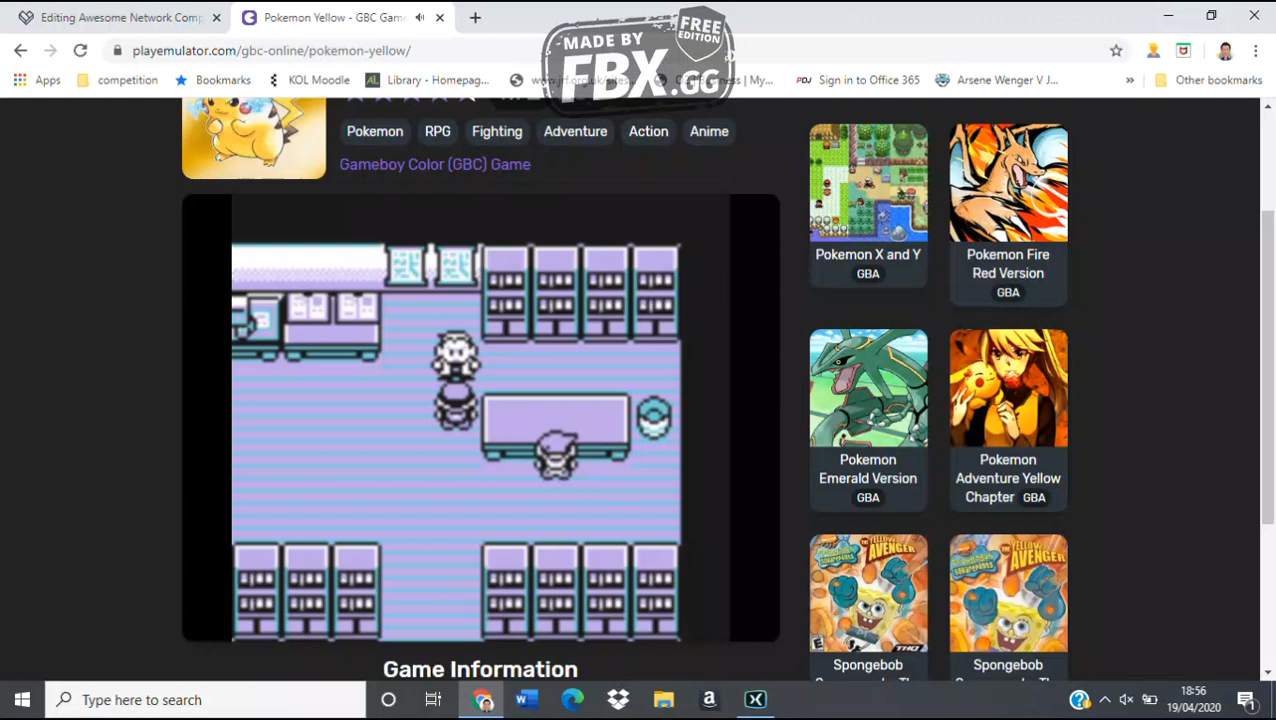 Editing Awesome Network Comp
Pokemon Yellow - GBC Game
MADE BY
FREE
EDITION
FBX.GG
playemulator.com/gbc-online/pokemon-yellow/
Apps
competition
Bookmarks
KOL Moodle
Library - Homepag...
Sign in to Office 365
Arsene Wenger V J...
Other bookmarks
Pokemon
RPG
Fighting
Adventure
Action
Anime
Gameboy Color (GBC) Game
Pokemon X and Y
GBA
Pokemon Fire
Red Version
GBA
Pokemon
Emerald Version
GBA
Pokemon
Adventure Yellow
Chapter GBA
Spongebob
Spongebob
Game Information
Type here to search
18:56
19/04/2020